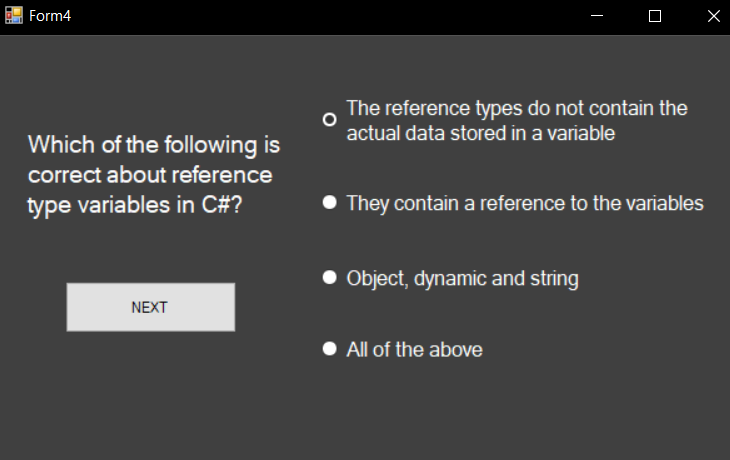 Form4
Which of the following is
correct about reference
type variables in C#?
NEXT
The reference types do not contain the
actual data stored in a variable
They contain a reference to the variables
Object, dynamic and string
All of the above